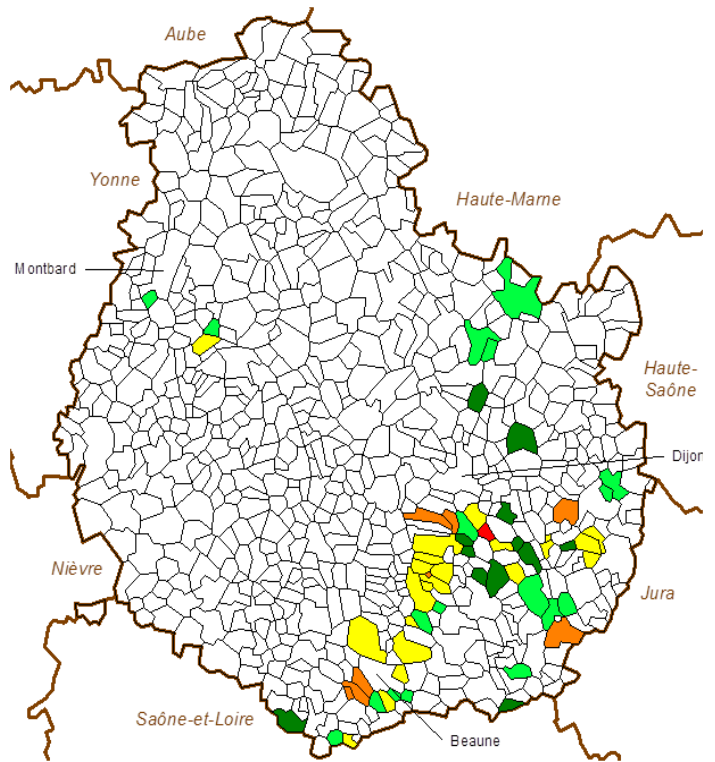 Aube
Yonne
Haute-Marne
Montbard
Haute-
Saône
Dijon
Nièvre
Jura
Saône-et-Loire
Beaune